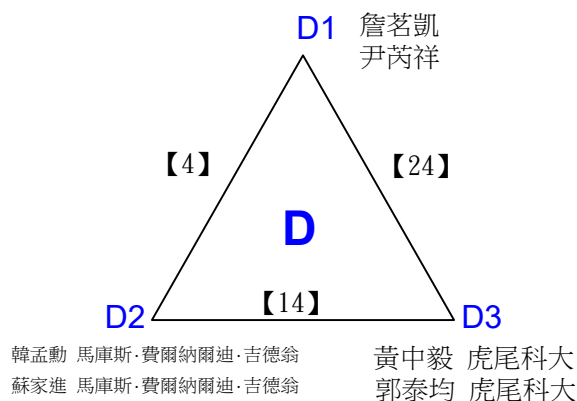 D1 詹茗凱
尹芮祥
【4】 【24】
D
【14】
D2 D3
韓孟勳 馬庫斯·費爾納爾迪·吉德翁 黃中毅 虎尾科大
蘇家進 馬庫斯·費爾納爾迪·吉德翁 郭泰均 虎尾科大